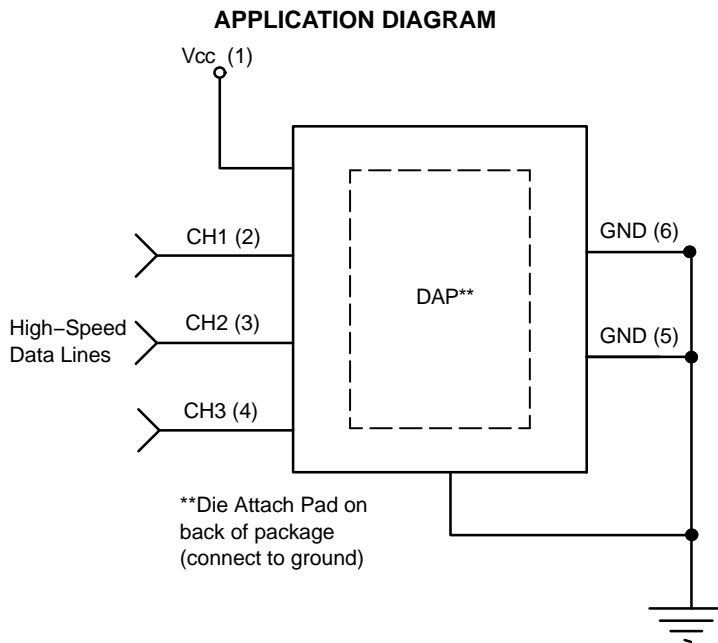 APPLICATION DIAGRAM
Vcc (1)
CH1 (2)
GND (6)
DAP**
High−Speed
Data Lines
CH2 (3)
GND (5)
CH3 (4)
**Die Attach Pad on
back of package
(connect to ground)